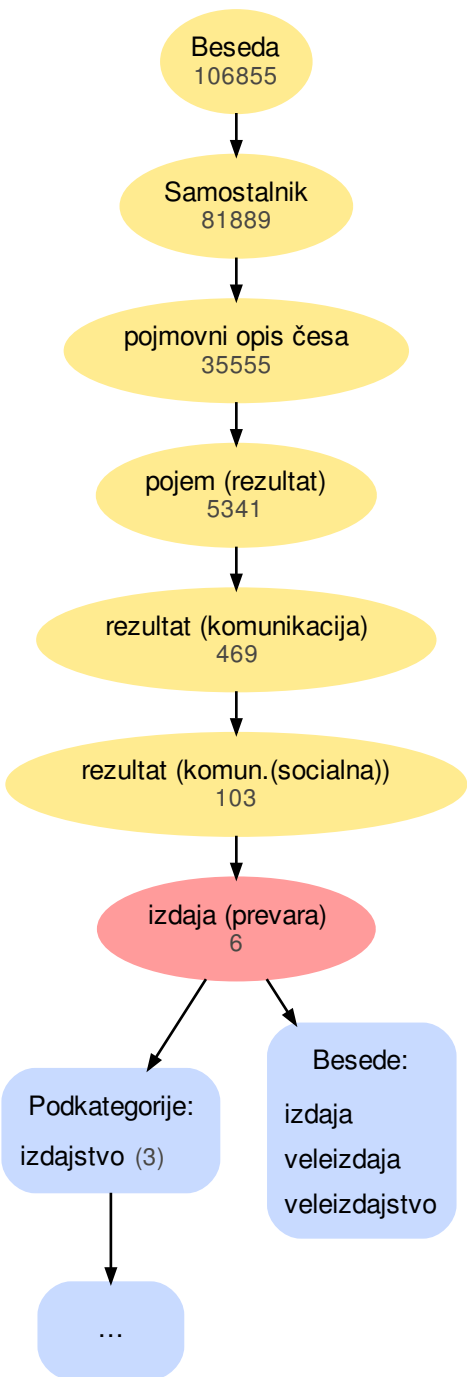 Beseda
106855
Samostalnik
81889
pojmovni opis česa
35555
pojem (rezultat)
5341
rezultat (komunikacija)
469
rezultat (komun.(socialna))
103
izdaja (prevara)
6
Podkategorije:
izdajstvo (3)
...
Besede:
izdaja
veleizdaja
veleizdajstvo